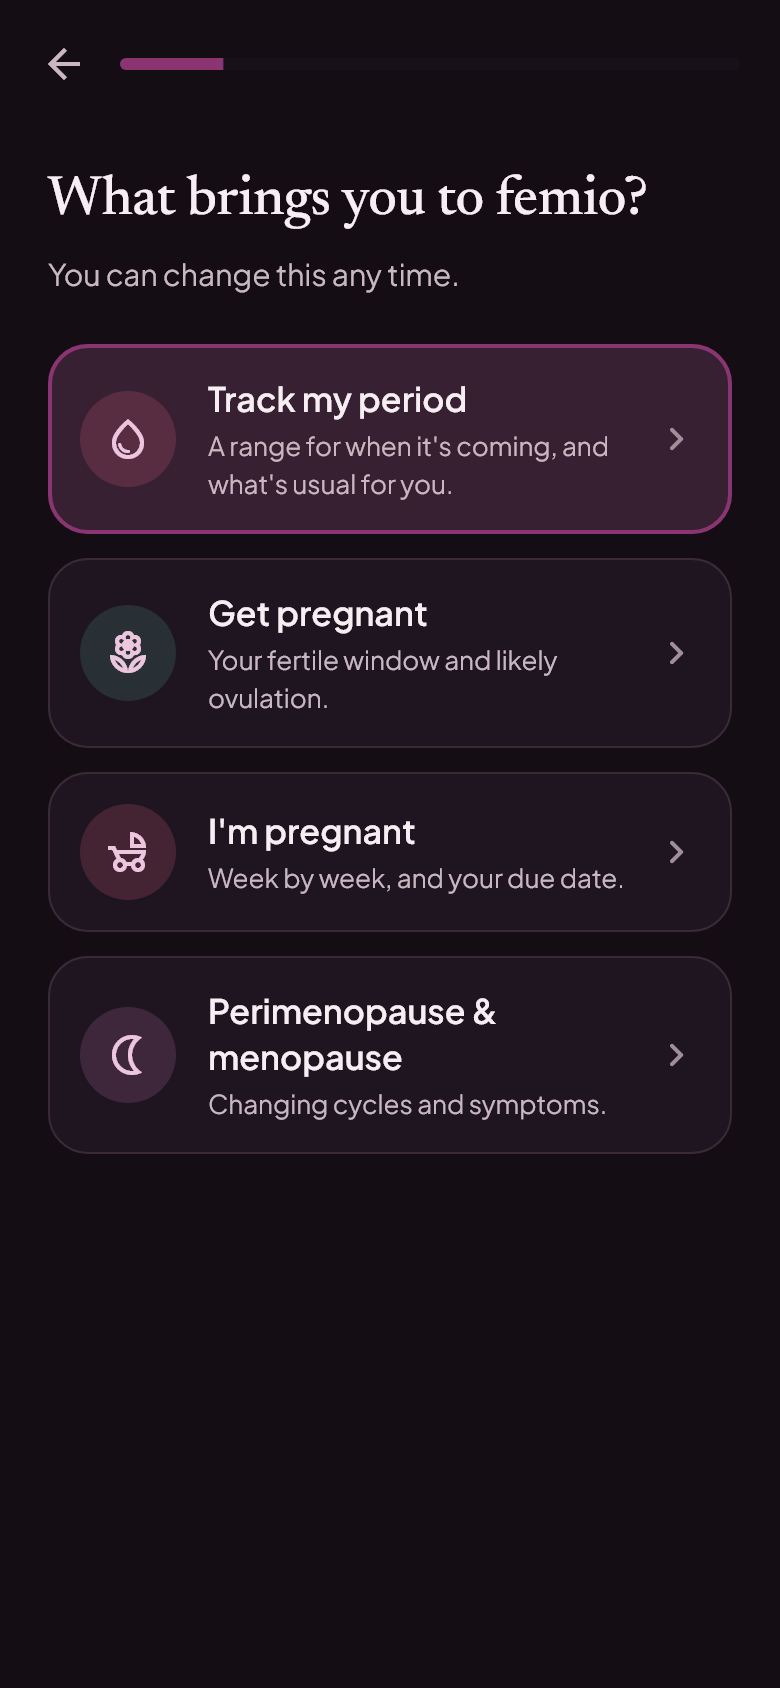 What brings you to femio?
You can change this any time.
Track my period
A range for when it's coming, and
what's usual for you.
Get pregnant
Your fertile window and likely
ovulation.
I'm pregnant
Week by week, and your due date.
Perimenopause &
menopause
Changing cycles and symptoms.